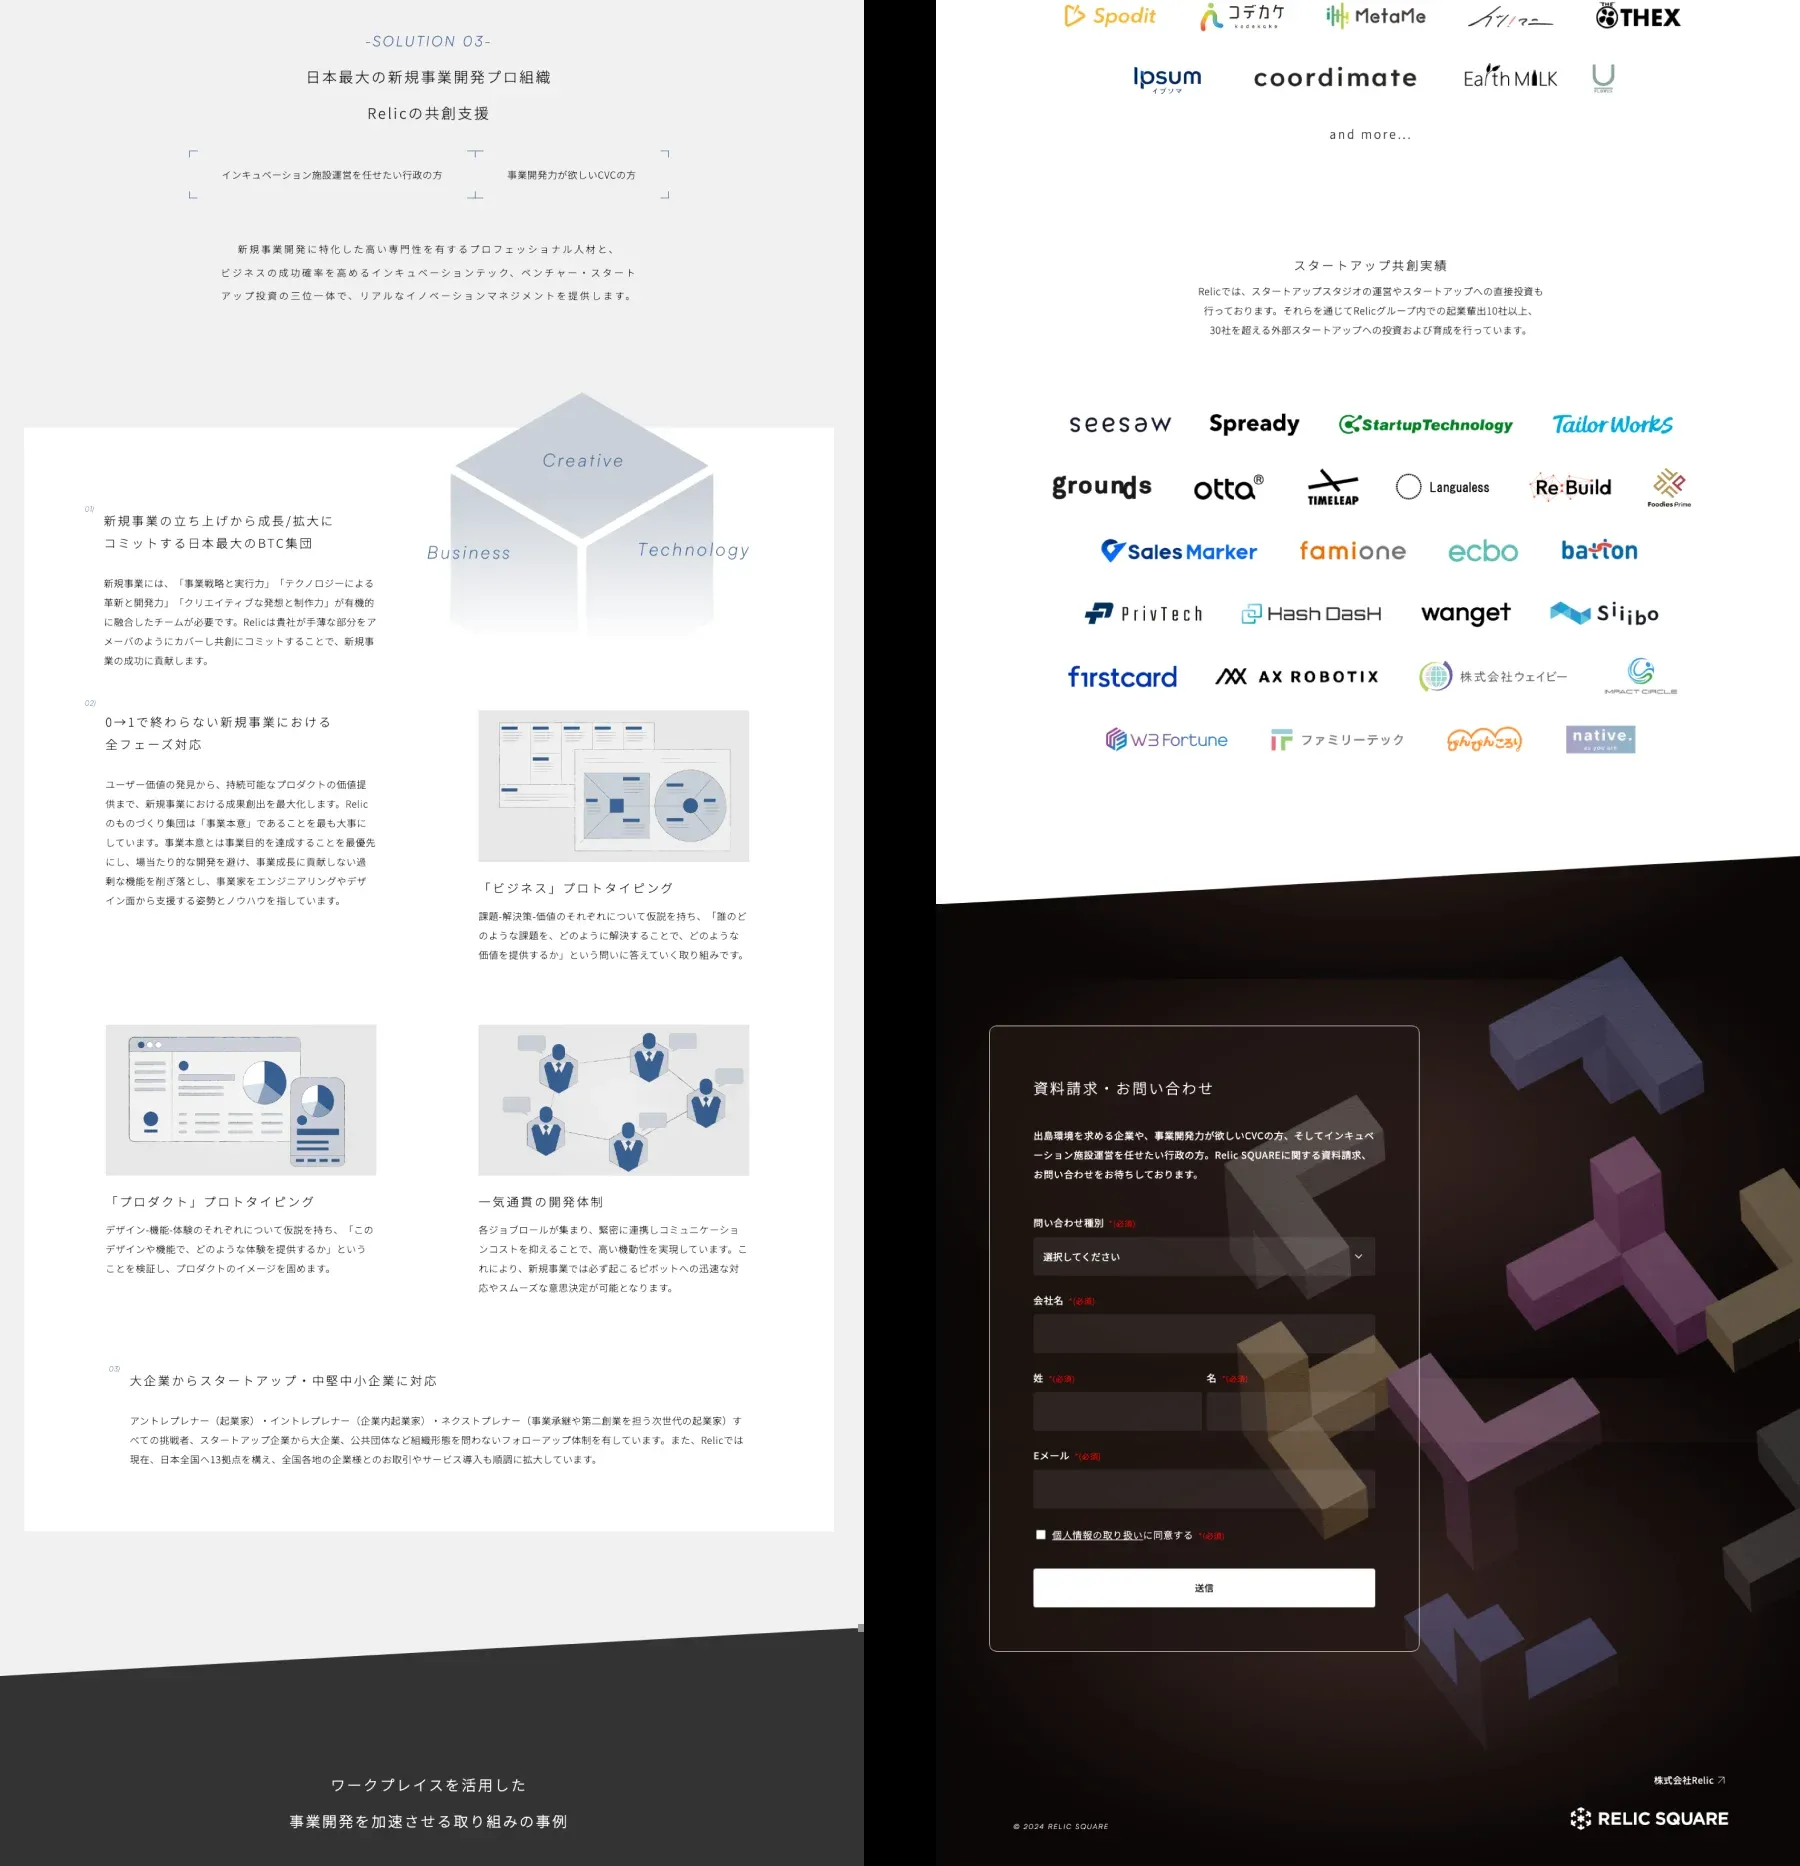 -SOLUTION 03-
日本最大の新規事業開発プロ組織
Relicの共創支援
インキュベーション施設運営を任せたい行政の方
事業開発力が欲しいCVCの方
新規事業開発に特化した高い専門性を有するプロフェッショナル人材と、
ビジネスの成功確率を高めるインキュベーションテック、ベンチャー・スタート
アップ投資の三位一体で、リアルなイノベーションマネジメントを提供します。
Creative
Business
Technology
01)
新規事業の立ち上げから成長/拡大に
コミットする日本最大のBTC集団
新規事業には、「事業戦略と実行力」「テクノロジーによる
革新と開発力」「クリエイティブな発想と制作力」が有機的
に融合したチームが必要です。Relicは貴社が手薄な部分をア
メーバのようにカバーし共創にコミットすることで、新規事
業の成功に貢献します。
02)
0→1で終わらない新規事業における
全フェーズ対応
ユーザー価値の発見から、持続可能なプロダクトの価値提
供まで、新規事業における成果創出を最大化します。Relic
のものづくり集団は「事業本意」であることを最も大事に
しています。事業本意とは事業目的を達成することを最優先
にし、場当たり的な開発を避け、事業成長に貢献しない過
剰な機能を削ぎ落とし、事業家をエンジニアリングやデザ
イン面から支援する姿勢とノウハウを指しています。
「ビジネス」プロトタイピング
課題-解決策-価値のそれぞれについて仮説を持ち、「誰のど
のような課題を、どのように解決することで、どのような
価値を提供するか」という問いに答えていく取り組みです。
「プロダクト」プロトタイピング
デザイン-機能-体験のそれぞれについて仮説を持ち、「この
デザインや機能で、どのような体験を提供するか」という
ことを検証し、プロダクトのイメージを固めます。
一気通貫の開発体制
各ジョブロールが集まり、緊密に連携しコミュニケーショ
ンコストを抑えることで、高い機動性を実現しています。こ
れにより、新規事業では必ず起こるピボットへの迅速な対
応やスムーズな意思決定が可能となります。
03)
大企業からスタートアップ・中堅中小企業に対応
アントレプレナー（起業家）・イントレプレナー（企業内起業家）・ネクストプレナー（事業承継や第二創業を担う次世代の起業家）す
べての挑戦者、スタートアップ企業から大企業、公共団体など組織形態を問わないフォローアップ体制を有しています。また、Relicでは
現在、日本全国へ13拠点を構え、全国各地の企業様とのお取引やサービス導入も順調に拡大しています。
ワークプレイスを活用した
事業開発を加速させる取り組みの事例
Spodit
コデカケ
kodekake
MetaMe
THE THEX
Ipsum
イプソマ
coordimate
Earth MILK
and more...
スタートアップ共創実績
Relicでは、スタートアップスタジオの運営やスタートアップへの直接投資も
行っております。それらを通じてRelicグループ内での起業輩出10社以上、
30社を超える外部スタートアップへの投資および育成を行っています。
seesaw
Spready
StartupTechnology
Tailor Works
grounds
otta®
TIMELEAP
Langualess
Re:Build
Foodies Prime
Sales Marker
famione
ecbo
batton
PrivTech
Hash DasH
wanget
Siiibo
firstcard
AX ROBOTIX
株式会社ウェイビー
IMPACT CIRCLE
W3 Fortune
ファミリーテック
ぴんぴんころり
native.
as you are
資料請求・お問い合わせ
出島環境を求める企業や、事業開発力が欲しいCVCの方、そしてインキュベ
ーション施設運営を任せたい行政の方。Relic SQUAREに関する資料請求、
お問い合わせをお待ちしております。
問い合わせ種別 *(必須)
選択してください
会社名 *(必須)
姓 *(必須)
名 *(必須)
Eメール *(必須)
個人情報の取り扱いに同意する *(必須)
送信
株式会社Relic
RELIC SQUARE
© 2024 RELIC SQUARE